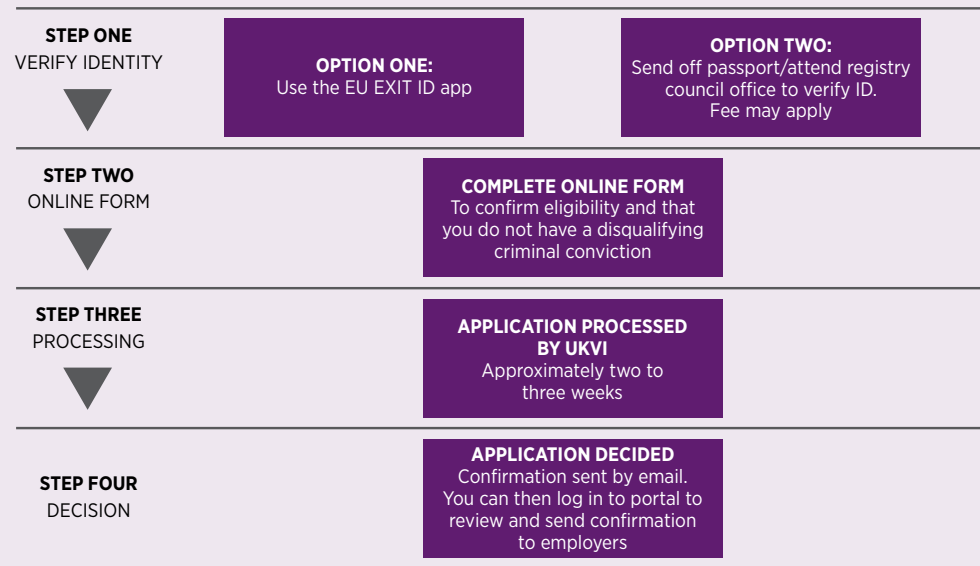 STEP ONE
VERIFY IDENTITY
OPTION ONE:
Use the EU EXIT ID app
OPTION TWO:
Send off passport/attend registry
council office to verify ID.
Fee may apply
STEP TWO
ONLINE FORM
COMPLETE ONLINE FORM
To confirm eligibility and that
you do not have a disqualifying
criminal conviction
STEP THREE
PROCESSING
APPLICATION PROCESSED
BY UKVI
Approximately two to
three weeks
STEP FOUR
DECISION
APPLICATION DECIDED
Confirmation sent by email.
You can then log in to portal to
review and send confirmation
to employers